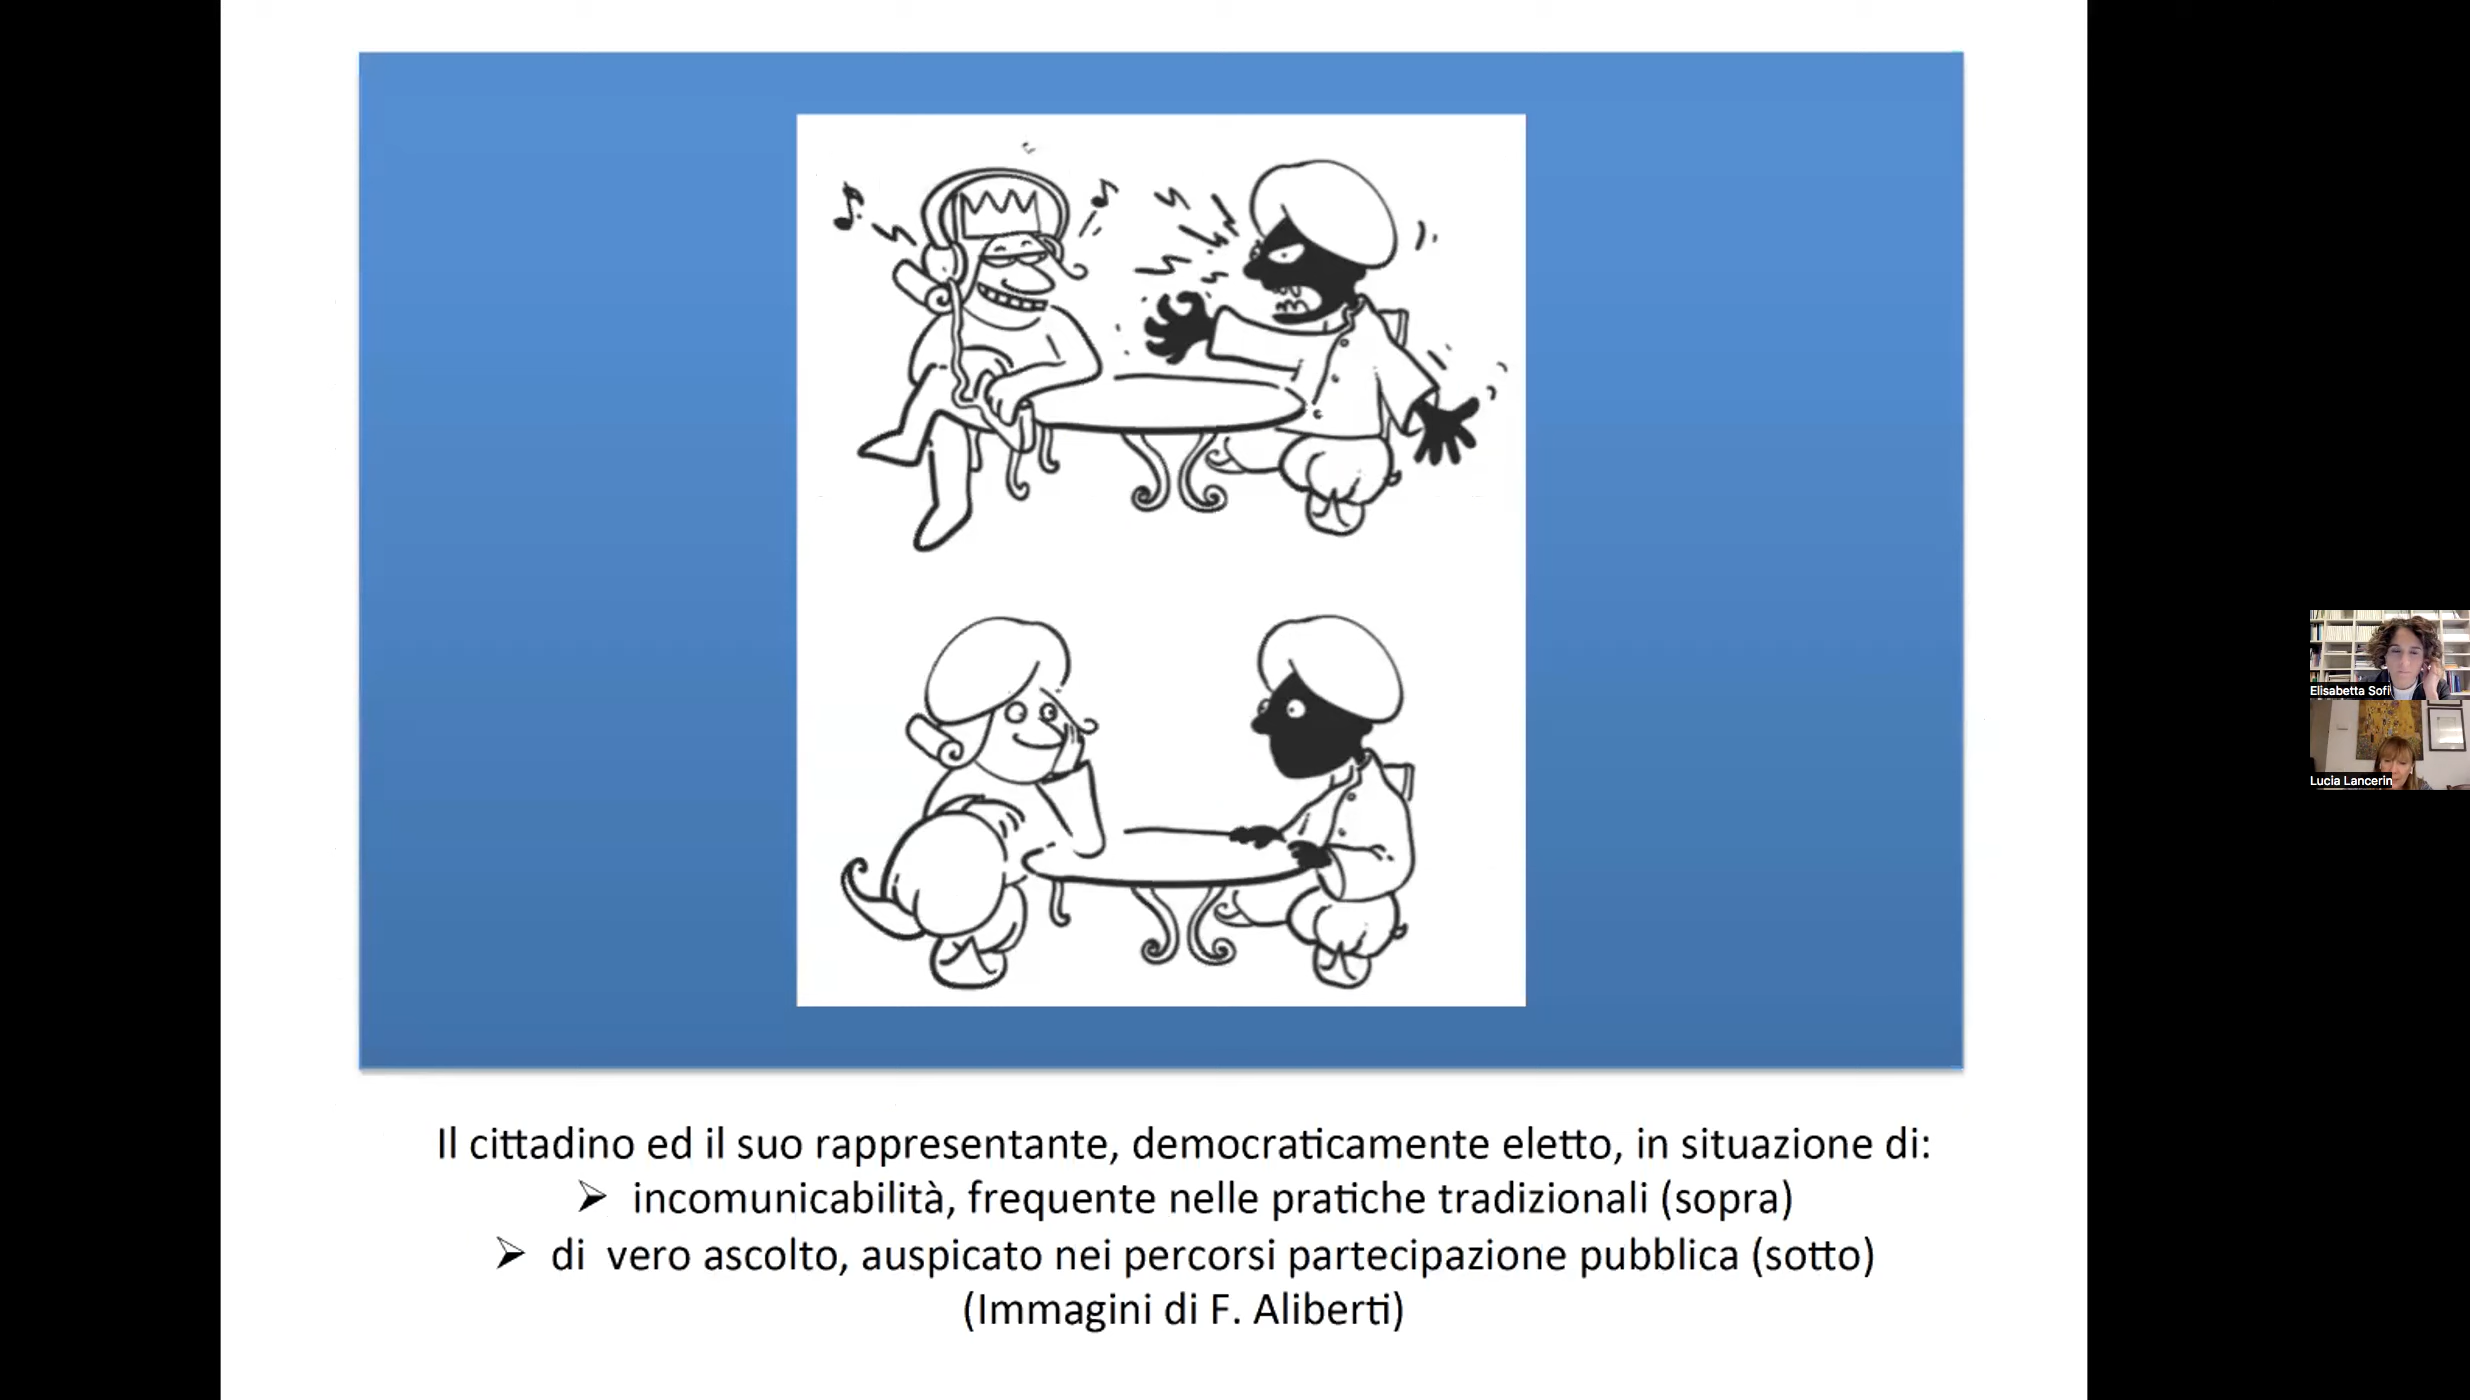 Il cittadino ed il suo rappresentante, democraticamente eletto, in situazione di:
➢ incomunicabilità, frequente nelle pratiche tradizionali (sopra)
➢ di vero ascolto, auspicato nei percorsi partecipazione pubblica (sotto)
(Immagini di F. Aliberti)
Elisabetta Sofi
Lucia Lancerin